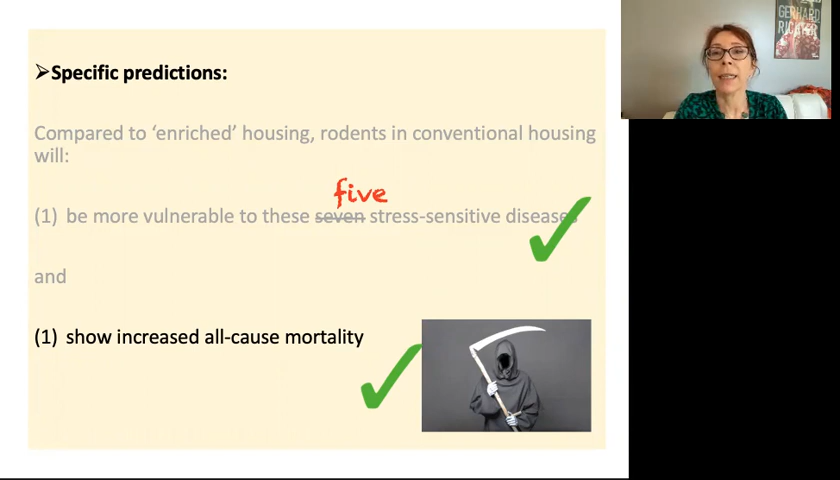 ➢Specific predictions:
Compared to ‘enriched’ housing, rodents in conventional housing
will:
five
(1) be more vulnerable to these seven stress-sensitive diseases
and
(1) show increased all-cause mortality
GERHARD
RICHTER